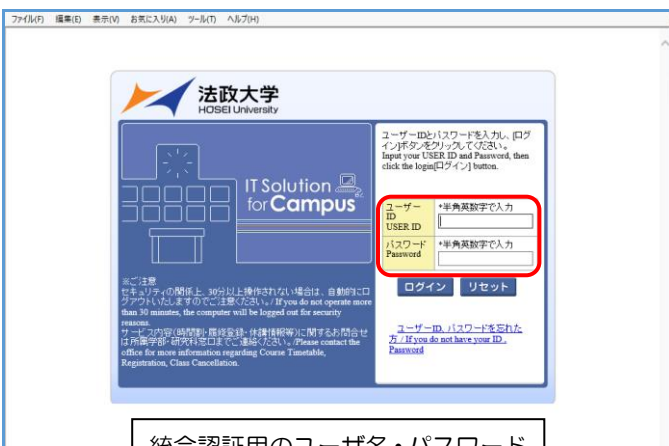 ファイル(F) 編集(E) 表示(V) お気に入り(A) ツール(T) ヘルプ(H)
法政大学
HOSEI University
IT Solution
for Campus
※ご注意
セキュリティの関係上、30分以上操作されない場合は、自動的にロ
グアウトいたしますのでご注意ください。/ If you do not operate more
than 30 minutes, the computer will be logged out for security
reasons.
サービス内容(時間割・履修登録・休講情報等)に関するお問合せ
は所属学部・研究科窓口までご連絡ください。/Please contact the
office for more information regarding Course Timetable,
Registration, Class Cancellation.
ユーザーIDとパスワードを入力し、[ログ
イン]ボタンをクリックしてください。
Input your USER ID and Password, then
click the login[ログイン] button.
ユーザー
ID
USER ID
*半角英数字で入力
パスワード
Password
*半角英数字で入力
ログイン リセット
ユーザーID、パスワードを忘れた
方 / If you do not have your ID ,
Password
統合認証用のユーザ名・パスワード